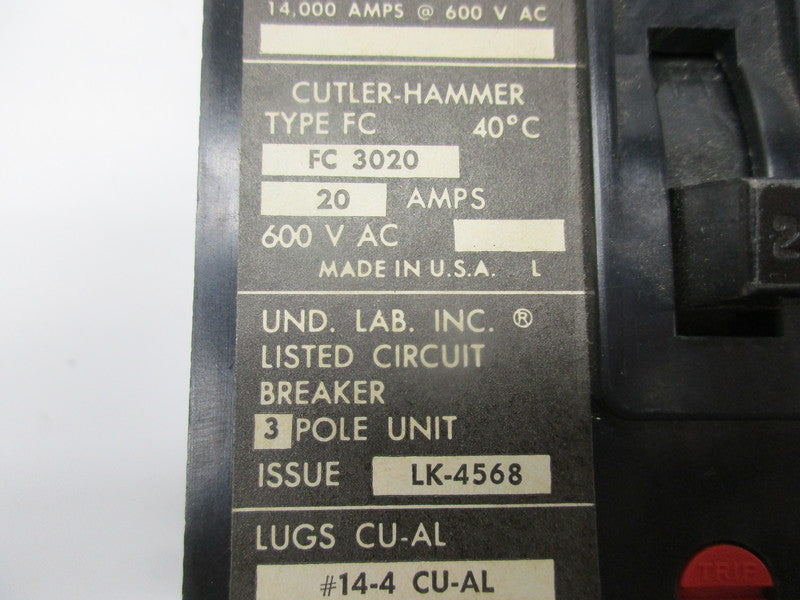 14,000 AMPS @ 600 V AC
CUTLER-HAMMER
TYPE FC 40°C
FC 3020
20 AMPS
600 V AC
MADE IN U.S.A. L
UND. LAB. INC. ®
LISTED CIRCUIT
BREAKER
3 POLE UNIT
ISSUE LK-4568
LUGS CU-AL
#14-4 CU-AL
TRIP